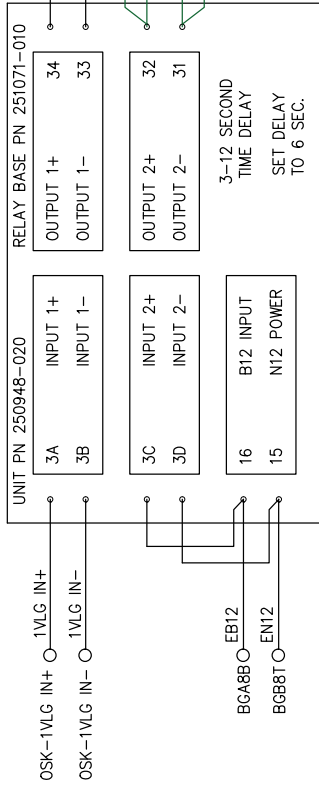 UNIT PN 250948-020
RELAY BASE PN 251071-010
OSK-1VLG IN+
1VLG IN+
3A
INPUT 1+
OUTPUT 1+
34
OSK-1VLG IN-
1VLG IN-
3B
INPUT 1-
OUTPUT 1-
33
3C
INPUT 2+
OUTPUT 2+
32
3D
INPUT 2-
OUTPUT 2-
31
BGA8B
EB12
16
B12 INPUT
BGB8T
EN12
15
N12 POWER
3-12 SECOND
TIME DELAY
SET DELAY
TO 6 SEC.